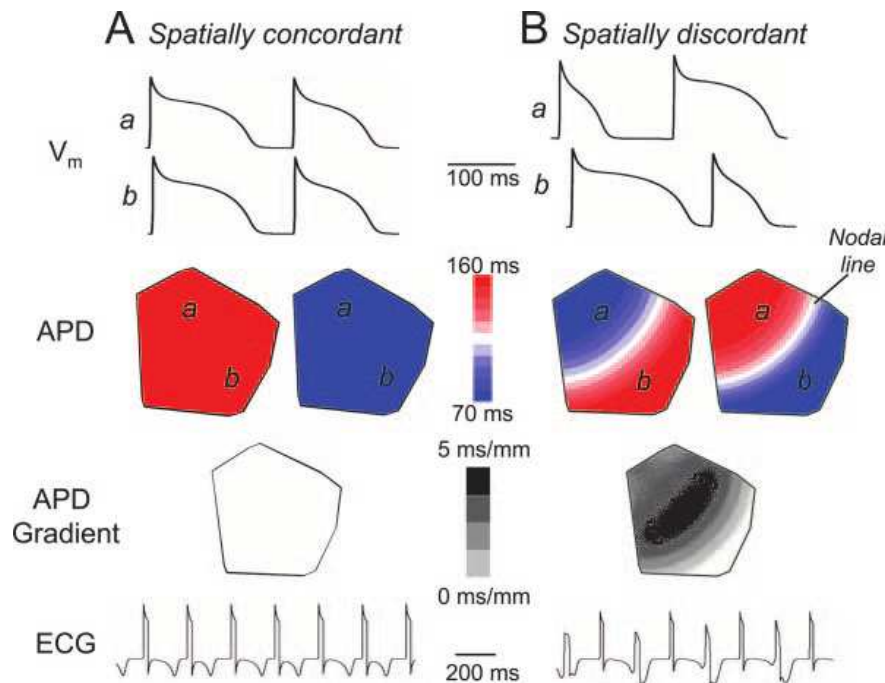 A Spatially concordant
B Spatially discordant
Vm
a
b
100 ms
a
b
Nodal
line
APD
a
b
a
b
160 ms
70 ms
a
b
a
b
APD
Gradient
5 ms/mm
0 ms/mm
ECG
200 ms